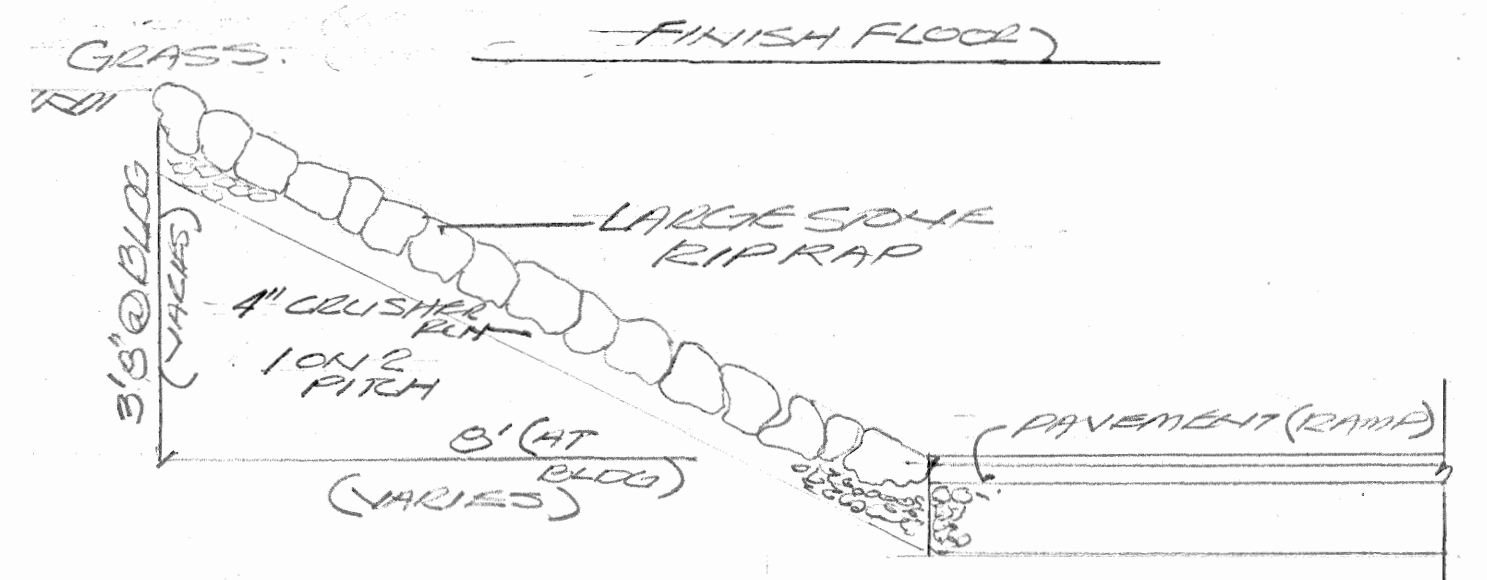 FINISH FLOOR
GRASS.
LARGE STONE
RIPRAP
3'8" @ BLDG
(VARIES)
4" CRUSHER
RUN
1 ON 2
PITCH
8' (AT
BLDG)
(VARIES)
PAVEMENT (RAMP)